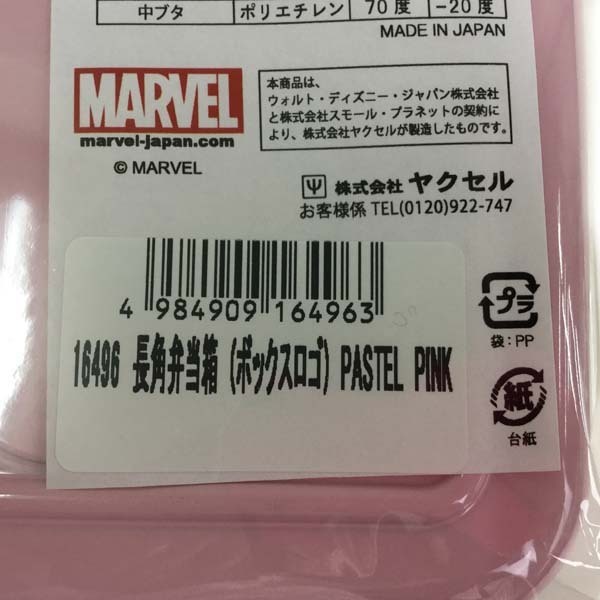 中ブタ ポリエチレン 70度 -20度
MADE IN JAPAN
MARVEL
marvel-japan.com
© MARVEL
本商品は、
ウォルト・ディズニー・ジャパン株式会社
と株式会社スモール・プラネットの契約に
より、株式会社ヤクセルが製造したものです。
株式会社 ヤクセル
お客様係 TEL(0120)922-747
4 984909 164963
16496 長角弁当箱 (ボックスロゴ) PASTEL PINK
プラ
袋:PP
紙
台紙